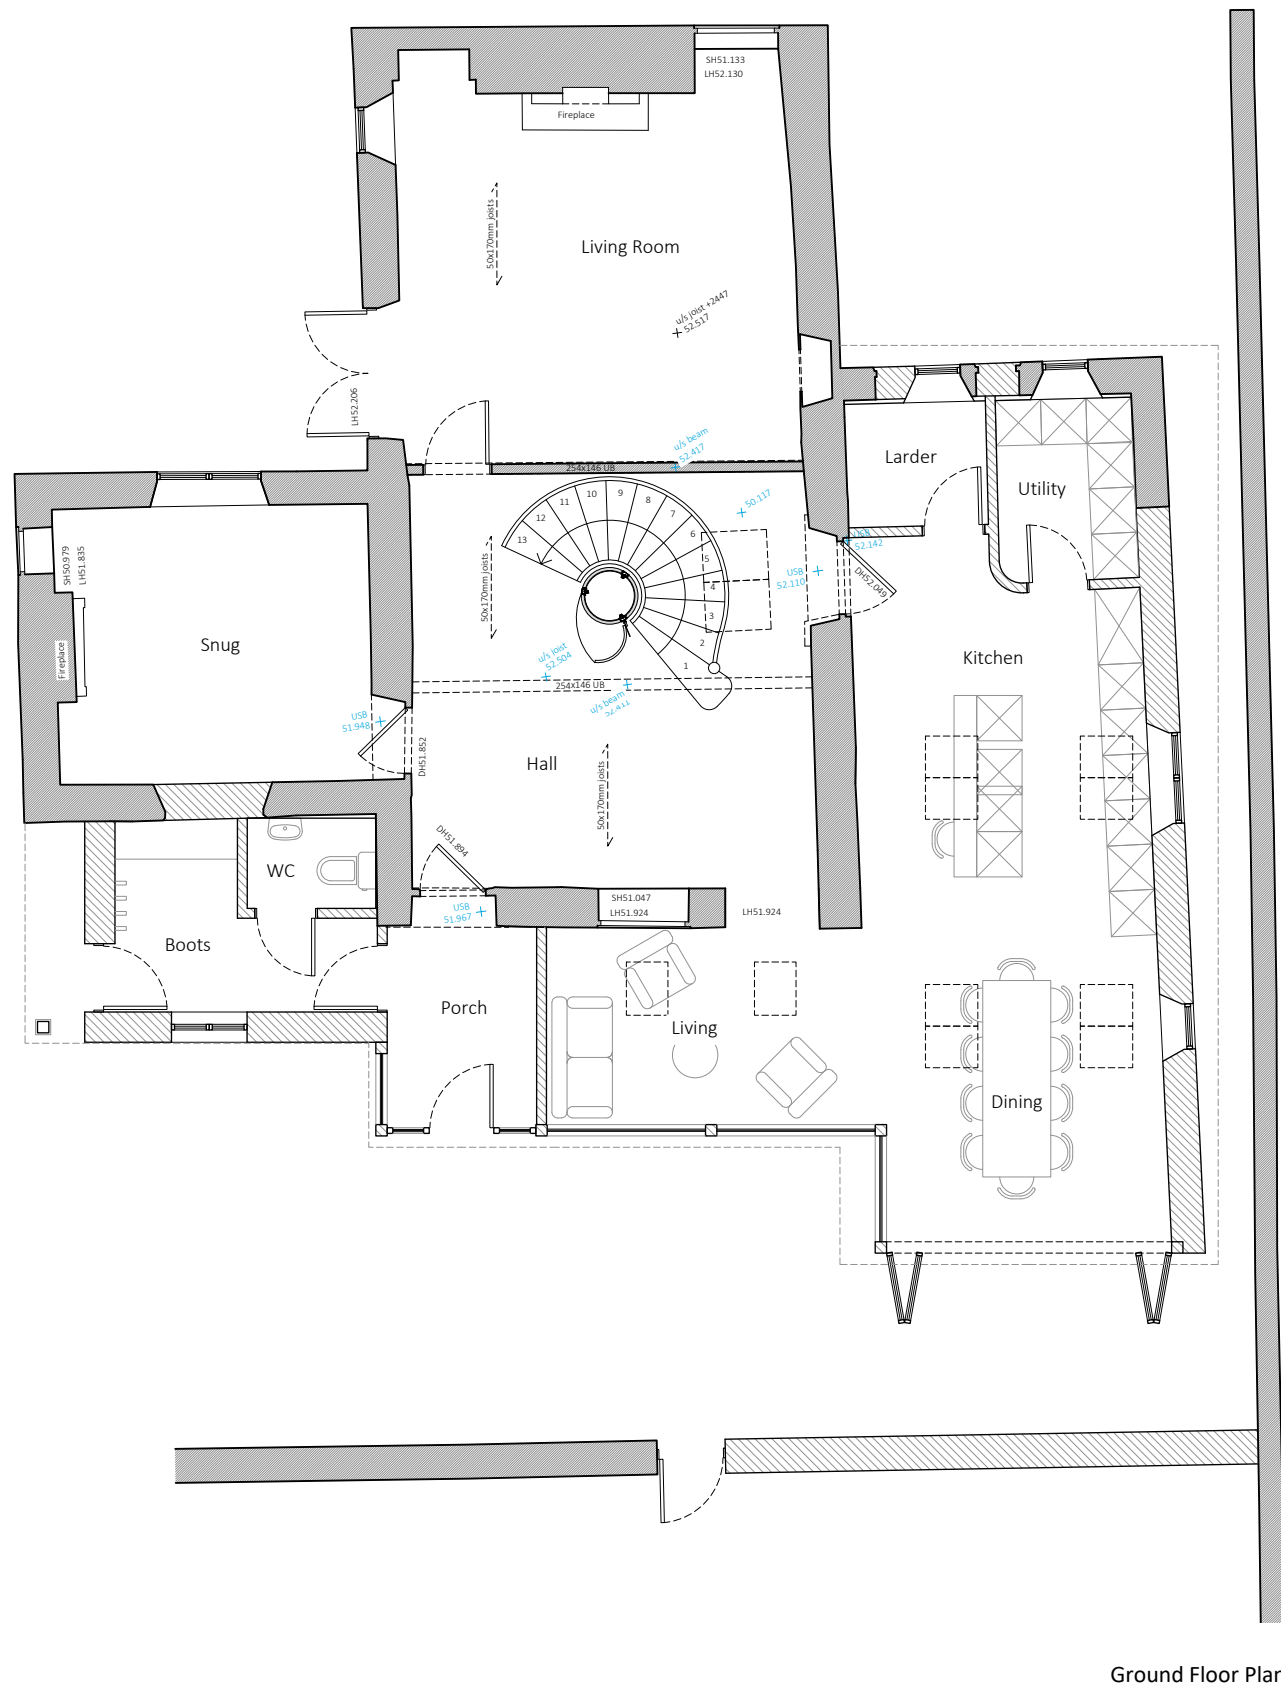 SH51.133
LH52.130
Fireplace
50x170mm joists
Living Room
u/s joist +2447
52.517
LH52.206
u/s beam
52.417
254x146 UB
Larder
Utility
50.117
USB
52.142
USB
52.110
DH52.049
13
12
11
10
9
8
7
6
5
4
3
2
1
50x170mm joists
SH50.979
LH51.835
Fireplace
Snug
u/s joist
52.504
254x146 UB
u/s beam
Kitchen
USB
51.948
DH51.852
Hall
50x170mm joists
DH51.894
WC
SH51.047
LH51.924
LH51.924
USB
51.967
Boots
Porch
Living
Dining
Ground Floor Plan